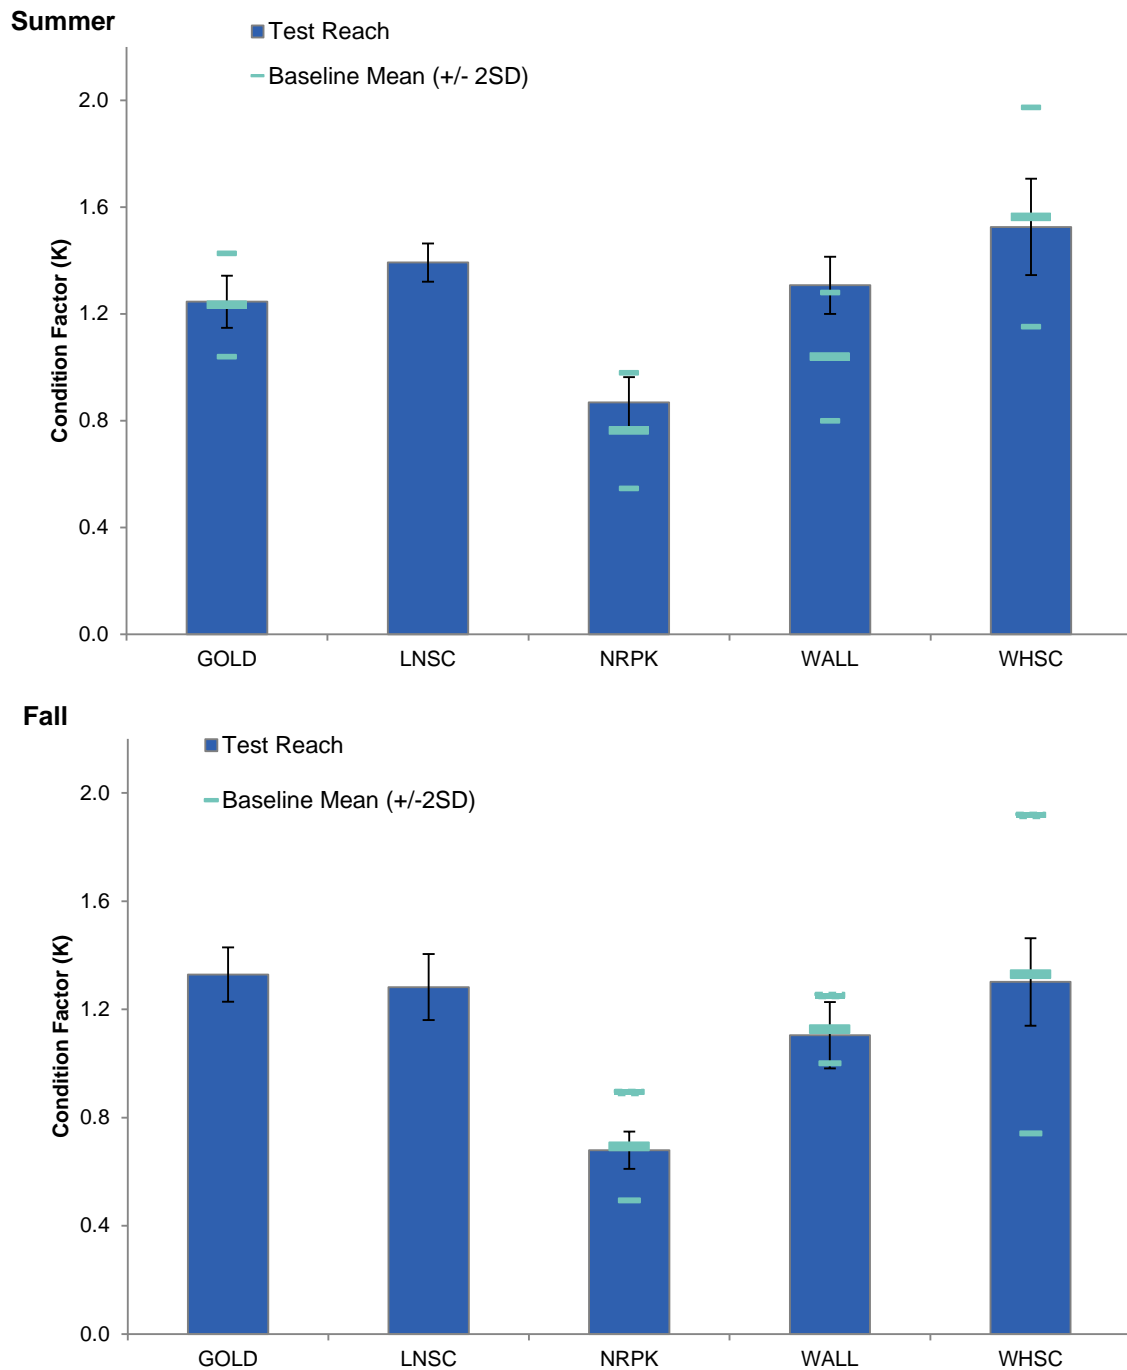 Summer
Test Reach
Baseline Mean (+/- 2SD)
Condition Factor (K)
2.0
1.6
1.2
0.8
0.4
0.0
GOLD LNSC NRPK WALL WHSC
Fall
Test Reach
Baseline Mean (+/-2SD)
Condition Factor (K)
2.0
1.6
1.2
0.8
0.4
0.0
GOLD LNSC NRPK WALL WHSC